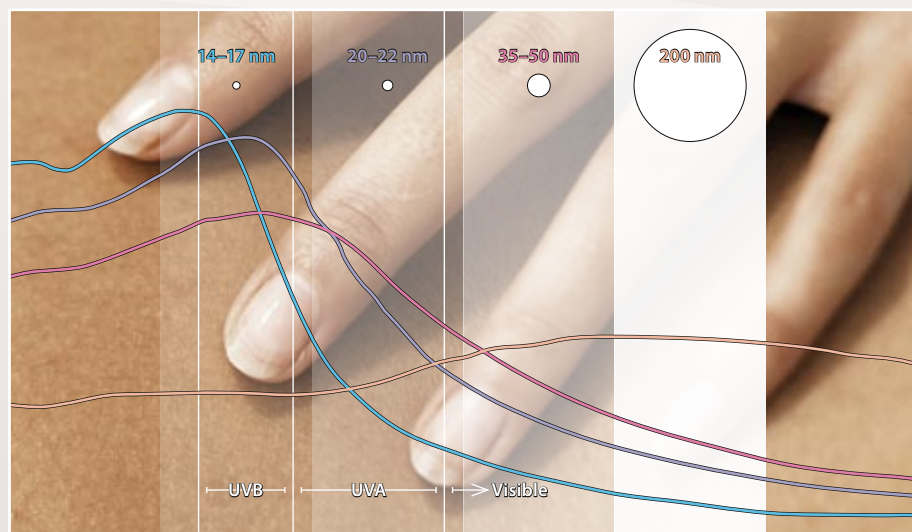 14–17 nm
20–22 nm
35–50 nm
200 nm
UVB
UVA
Visible